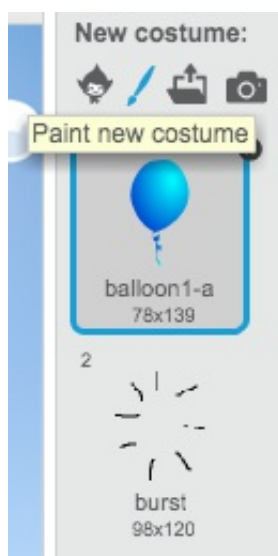 New costume:
Paint new costume
balloon1-a
78x139
2
burst
98x120